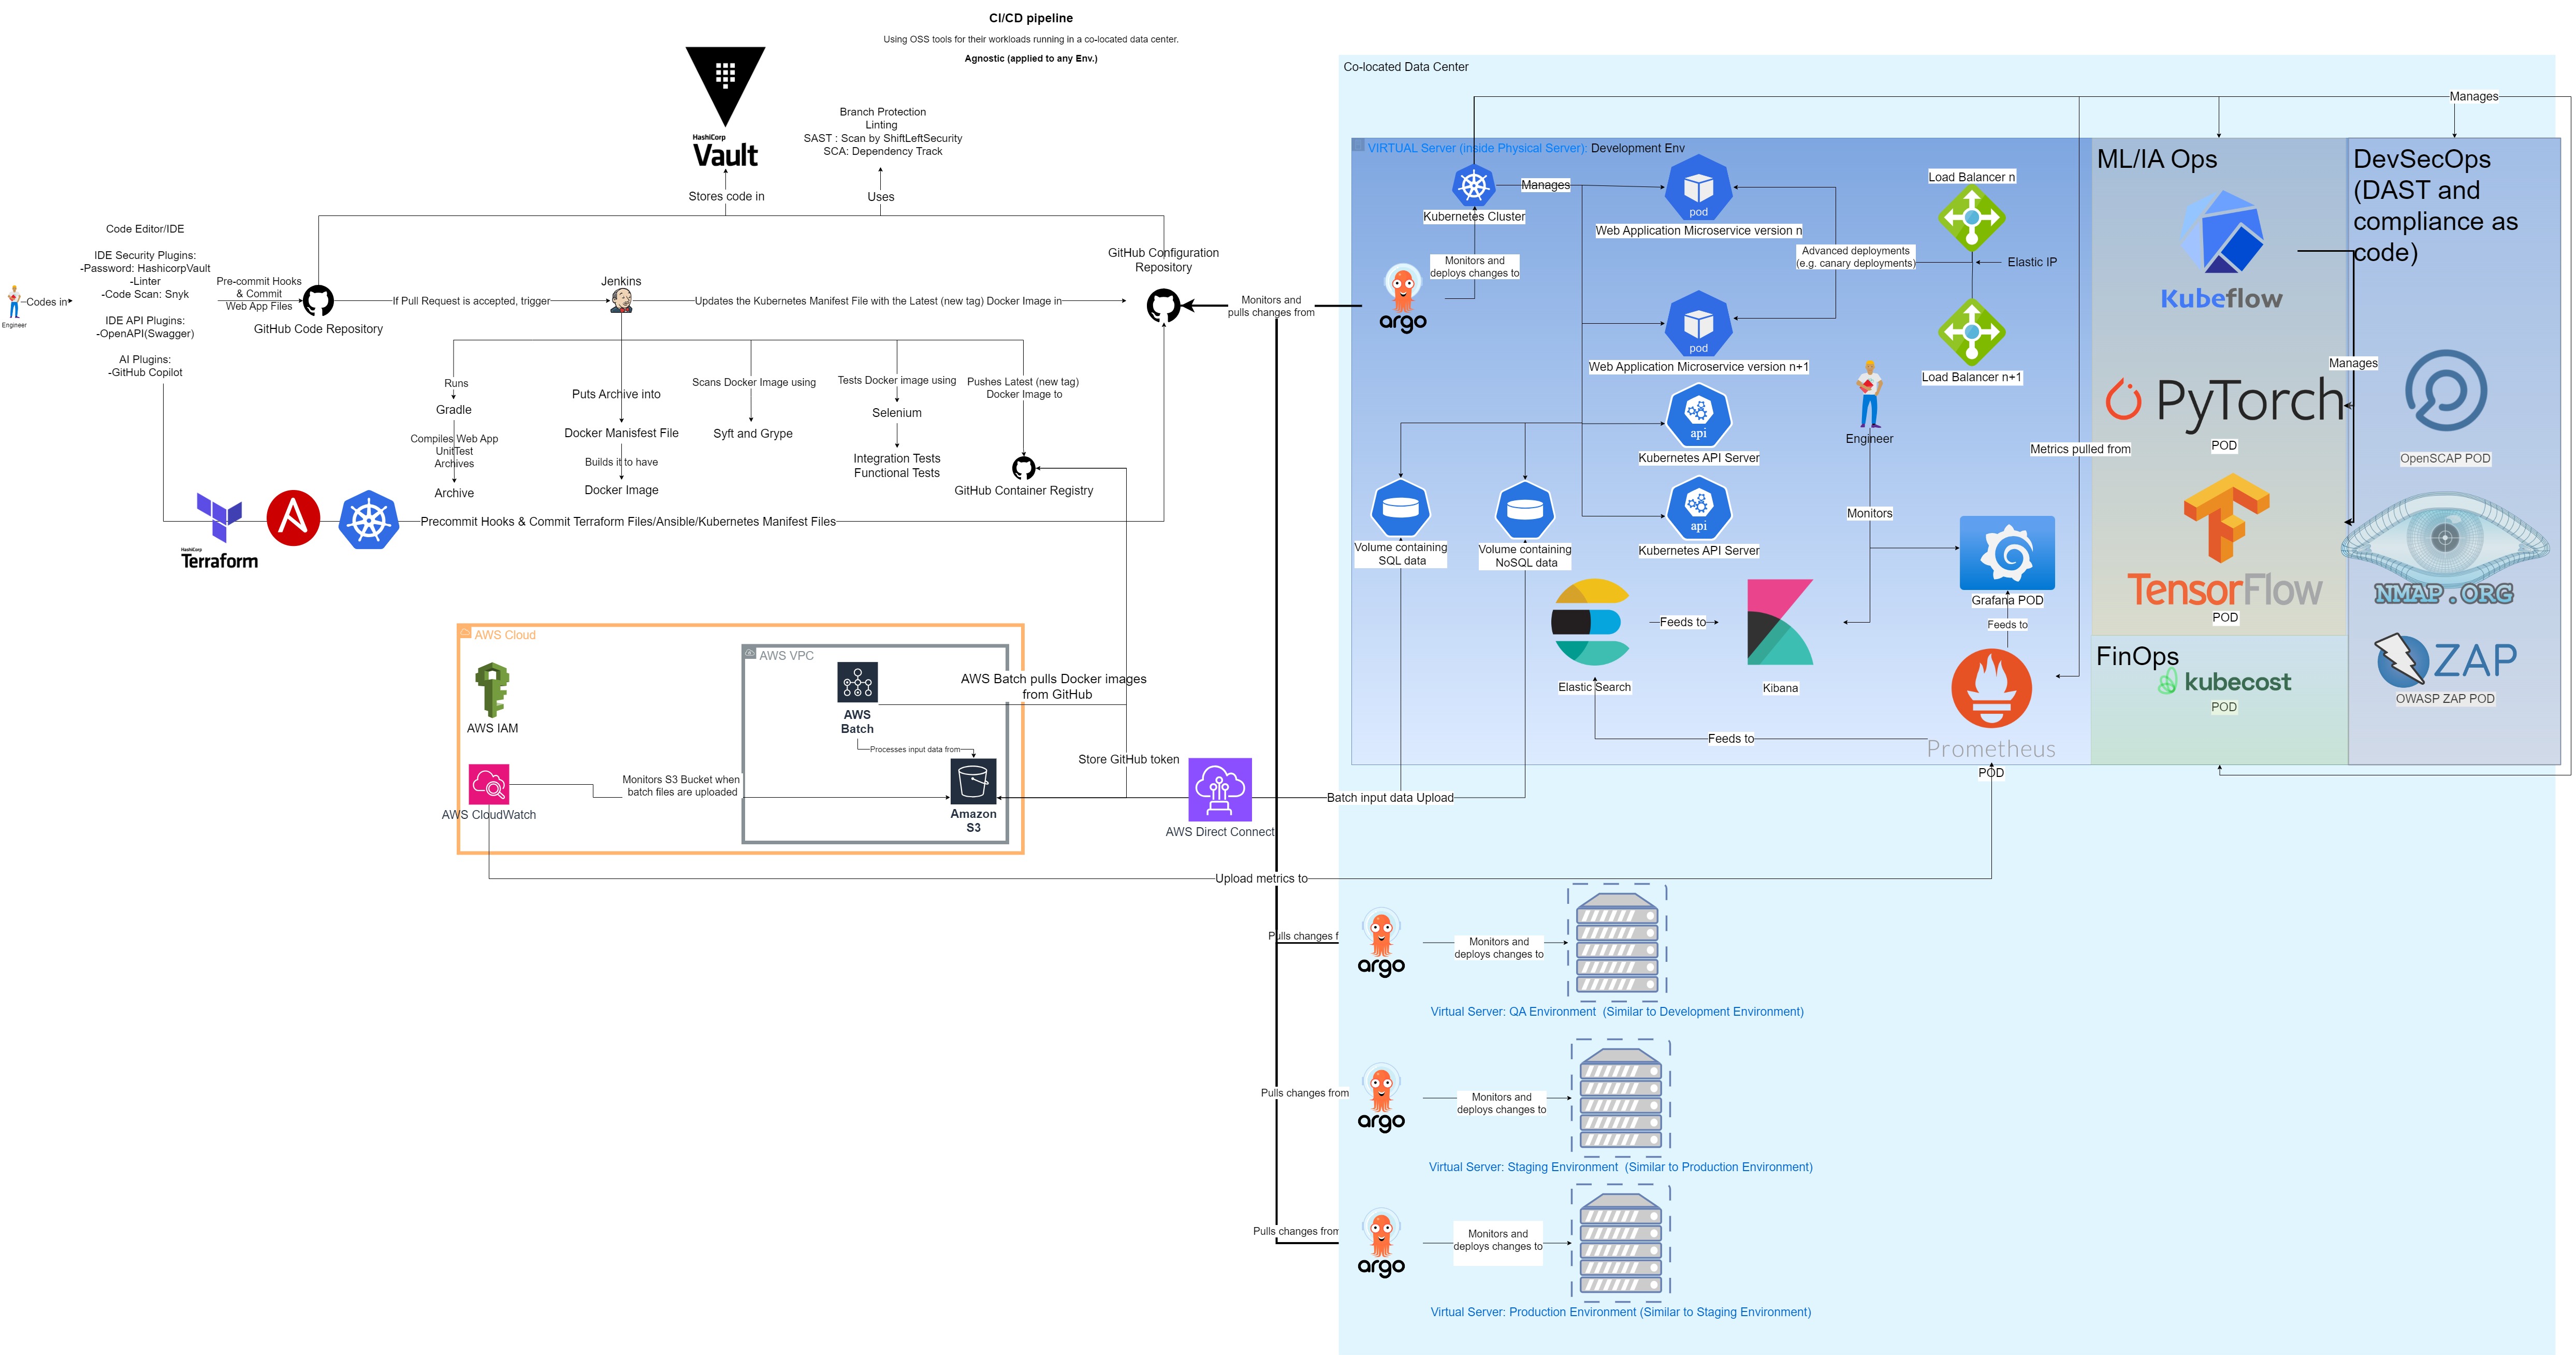 CI/CD pipeline
Using OSS tools for their workloads running in a co-located data center.
Agnostic (applied to any Env.)
HashiCorp
Vault
Stores code in
Branch Protection
Linting
SAST : Scan by ShiftLeftSecurity
SCA: Dependency Track
Uses
Engineer
Codes in
Code Editor/IDE
IDE Security Plugins:
-Password: HashicorpVault
-Linter
-Code Scan: Snyk
IDE API Plugins:
-OpenAPI(Swagger)
AI Plugins:
-GitHub Copilot
Pre-commit Hooks
& Commit
Web App Files
GitHub Code Repository
If Pull Request is accepted, trigger
Jenkins
Updates the Kubernetes Manifest File with the Latest (new tag) Docker Image in
GitHub Configuration
Repository
Runs
Gradle
Compiles Web App
UnitTest
Archives
Archive
Puts Archive into
Docker Manisfest File
Builds it to have
Docker Image
Scans Docker Image using
Syft and Grype
Tests Docker image using
Selenium
Integration Tests
Functional Tests
Pushes Latest (new tag)
Docker Image to
GitHub Container Registry
HashiCorp
Terraform
Precommit Hooks & Commit Terraform Files/Ansible/Kubernetes Manifest Files
AWS Cloud
AWS IAM
AWS CloudWatch
Monitors S3 Bucket when
batch files are uploaded
AWS VPC
AWS
Batch
Processes input data from
Amazon
S3
AWS Batch pulls Docker images
from GitHub
Store GitHub token
AWS Direct Connect
Batch input data Upload
Upload metrics to
Co-located Data Center
Manages
VIRTUAL Server (inside Physical Server): Development Env
Monitors and
pulls changes from
argo
Monitors and
deploys changes to
Kubernetes Cluster
Manages
pod
Web Application Microservice version n
pod
Web Application Microservice version n+1
Advanced deployments
(e.g. canary deployments)
Load Balancer n
Elastic IP
Load Balancer n+1
api
Kubernetes API Server
api
Kubernetes API Server
Volume containing
SQL data
Volume containing
NoSQL data
Engineer
Monitors
Elastic Search
Feeds to
Kibana
Grafana POD
Feeds to
Prometheus
POD
Feeds to
Metrics pulled from
ML/IA Ops
Kubeflow
PyTorch
POD
TensorFlow
POD
FinOps
kubecost
POD
Manages
DevSecOps
(DAST and
compliance as
code)
OpenSCAP POD
NMAP.ORG
ZAP
OWASP ZAP POD
Pulls changes f
argo
Monitors and
deploys changes to
Virtual Server: QA Environment (Similar to Development Environment)
Pulls changes from
argo
Monitors and
deploys changes to
Virtual Server: Staging Environment (Similar to Production Environment)
Pulls changes from
argo
Monitors and
deploys changes to
Virtual Server: Production Environment (Similar to Staging Environment)